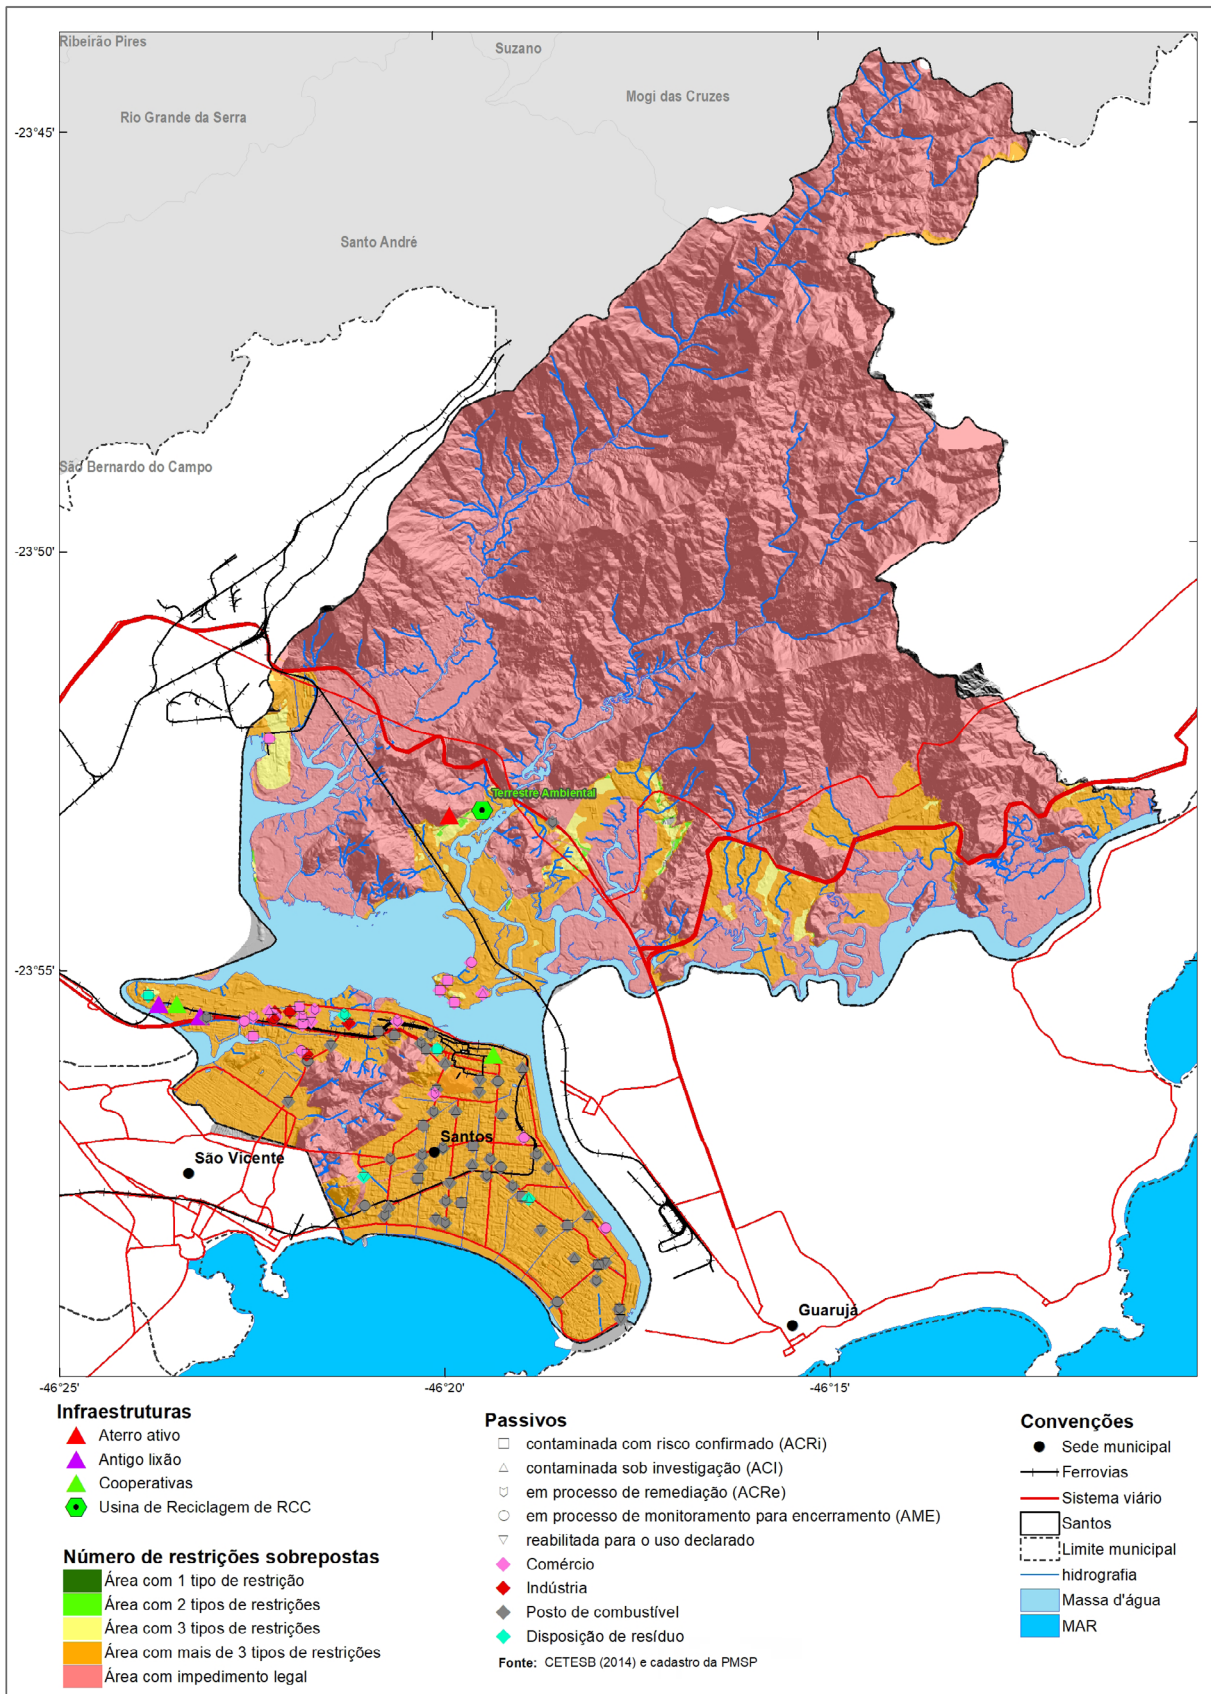 Ribeirão Pires
Suzano
Mogi das Cruzes
Rio Grande da Serra
-23°45'
Santo André
São Bernardo do Campo
-23°50'
Terrestre Ambiental
-23°55'
Santos
São Vicente
Guarujá
-46°25'
-46°20'
-46°15'
Infraestruturas
Aterro ativo
Antigo lixão
Cooperativas
Usina de Reciclagem de RCC
Número de restrições sobrepostas
Área com 1 tipo de restrição
Área com 2 tipos de restrições
Área com 3 tipos de restrições
Área com mais de 3 tipos de restrições
Área com impedimento legal
Passivos
contaminada com risco confirmado (ACRi)
contaminada sob investigação (ACI)
em processo de remediação (ACRe)
em processo de monitoramento para encerramento (AME)
reabilitada para o uso declarado
Comércio
Indústria
Posto de combustível
Disposição de resíduo
Fonte: CETESB (2014) e cadastro da PMSP
Convenções
Sede municipal
Ferrovias
Sistema viário
Santos
Limite municipal
hidrografia
Massa d'água
MAR